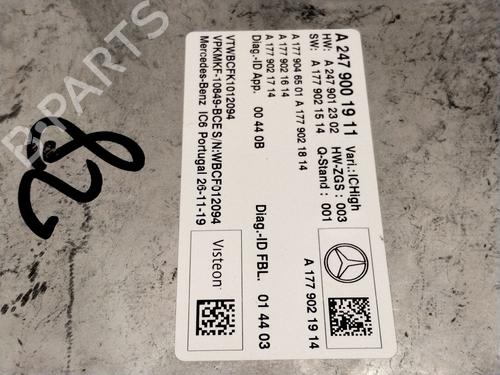 A 247 900 19 11 Vari.:ICHigh
HW: A 247 901 23 02 HW-ZGS : 003
SW: A 177 902 15 14 Q-Stand : 001
A 177 904 65 01 A 177 902 18 14
A 177 902 16 14
A 177 902 17 14
A 177 902 19 14
Diag.-ID App. 00 44 0B Diag.-ID FBL. 01 44 03
VTWBCFK1012094
VPKMKF-10849-BCE S/N:WBCF012094
Mercedes-Benz IC6 Portugal 26-11-19
Visteon
B PARTS